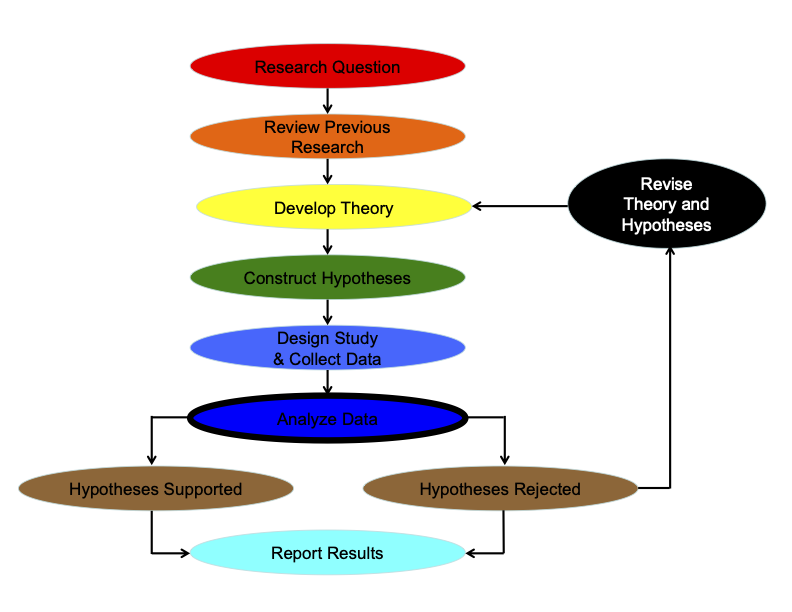 Research Question
Review Previous
Research
Develop Theory
Revise
Theory and
Hypotheses
Construct Hypotheses
Design Study
& Collect Data
Analyze Data
Hypotheses Supported
Hypotheses Rejected
Report Results